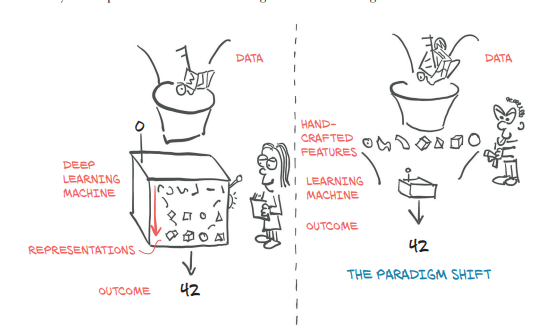 DATA
DEEP
LEARNING
MACHINE
REPRESENTATIONS
OUTCOME
42
DATA
HAND-
CRAFTED
FEATURES
LEARNING
MACHINE
OUTCOME
42
THE PARADIGM SHIFT